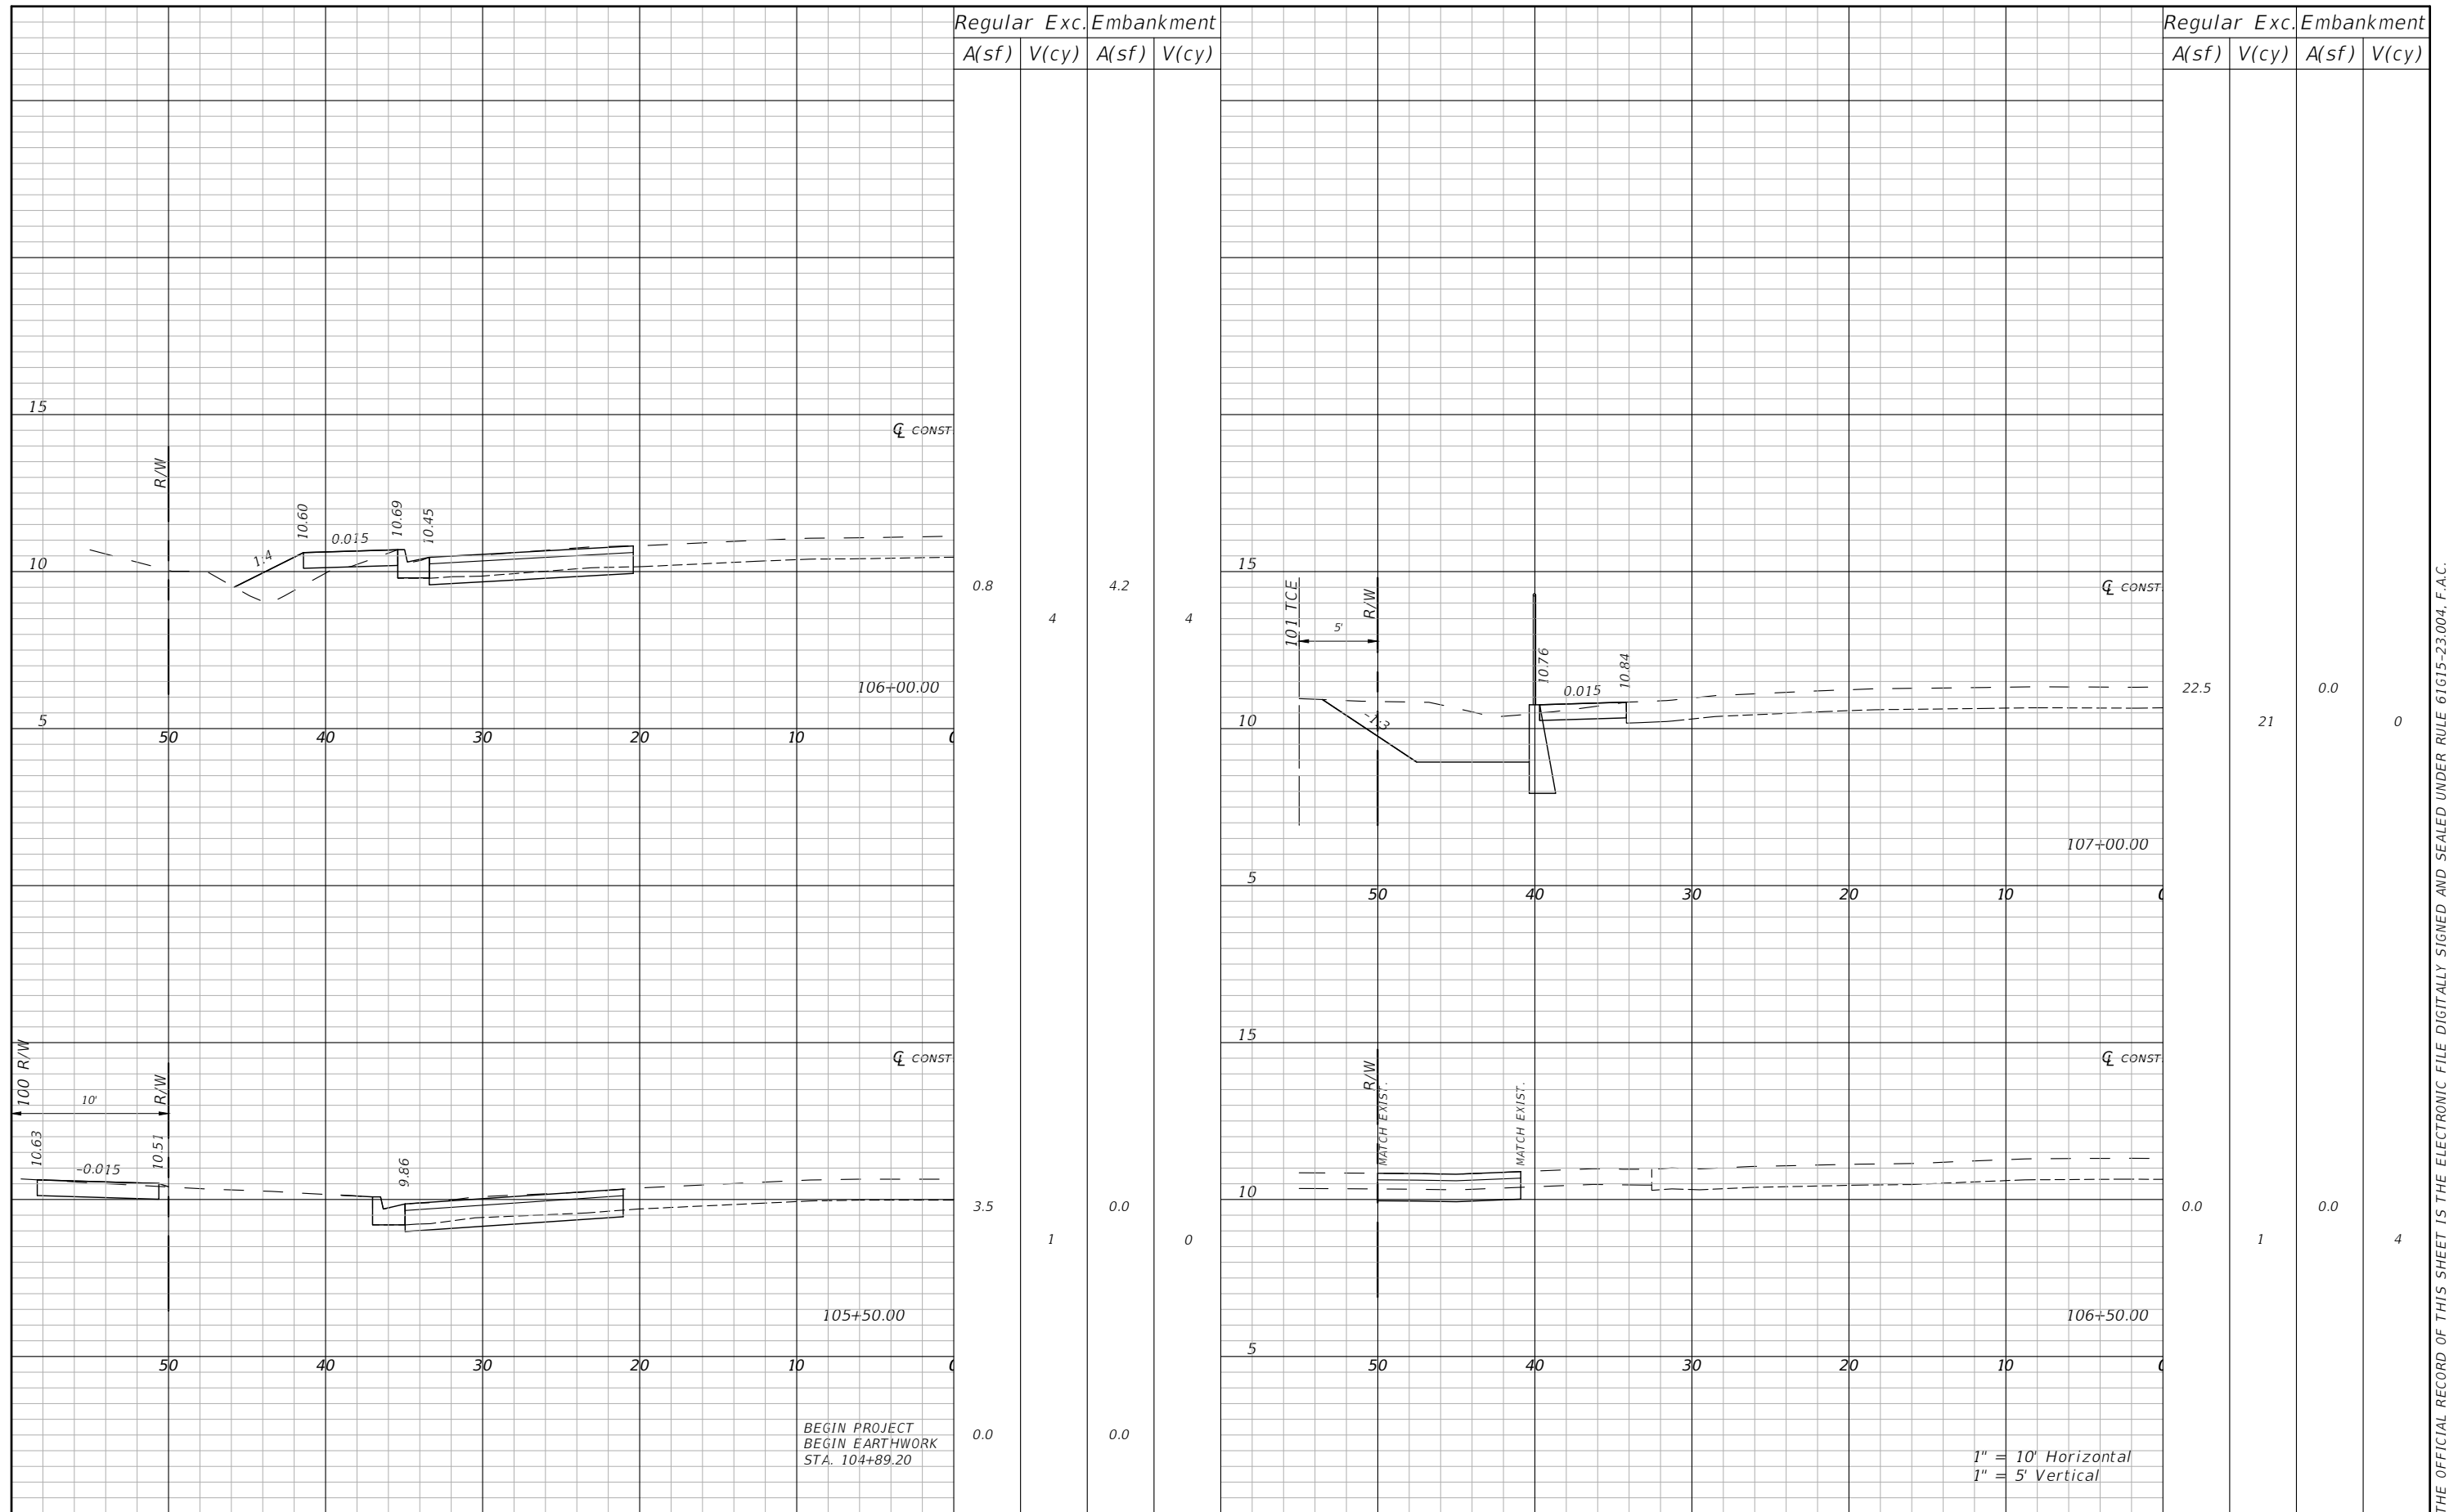 Regular Exc. Embankment
A(sf) V(cy) A(sf) V(cy)
15
℄ CONST.
R/W
10.60
0.015
10.69
10.45
1:4
10
0.8 4.2
4 4
106+00.00
5
50 40 30 20 10 0
100 R/W
10'
R/W
℄ CONST.
10.63
-0.015
10.51
9.86
3.5 0.0
1 0
105+50.00
50 40 30 20 10 0
BEGIN PROJECT
BEGIN EARTHWORK
STA. 104+89.20
0.0 0.0
Regular Exc. Embankment
A(sf) V(cy) A(sf) V(cy)
15
℄ CONST.
101 TCE
5'
R/W
10.76
0.015
10.84
-1:3
10
22.5 0.0
21 0
107+00.00
5
50 40 30 20 10 0
15
℄ CONST.
R/W
MATCH EXIST.
MATCH EXIST.
10
0.0 0.0
1 4
106+50.00
5
50 40 30 20 10 0
1" = 10' Horizontal
1" = 5' Vertical
THE OFFICIAL RECORD OF THIS SHEET IS THE ELECTRONIC FILE DIGITALLY SIGNED AND SEALED UNDER RULE 61G15-23.004, F.A.C.